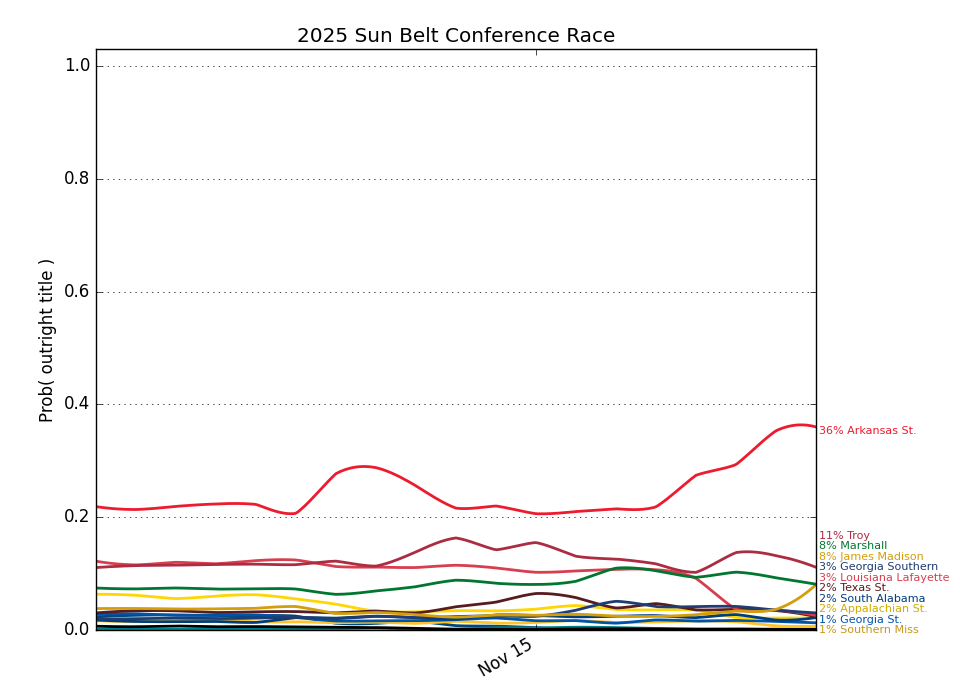 2025 Sun Belt Conference Race
1.0
0.8
0.6
0.4
0.2
0.0
Prob( outright title )
Nov 15
36% Arkansas St.
11% Troy
8% Marshall
8% James Madison
3% Georgia Southern
3% Louisiana Lafayette
2% Texas St.
2% South Alabama
2% Appalachian St.
1% Georgia St.
1% Southern Miss